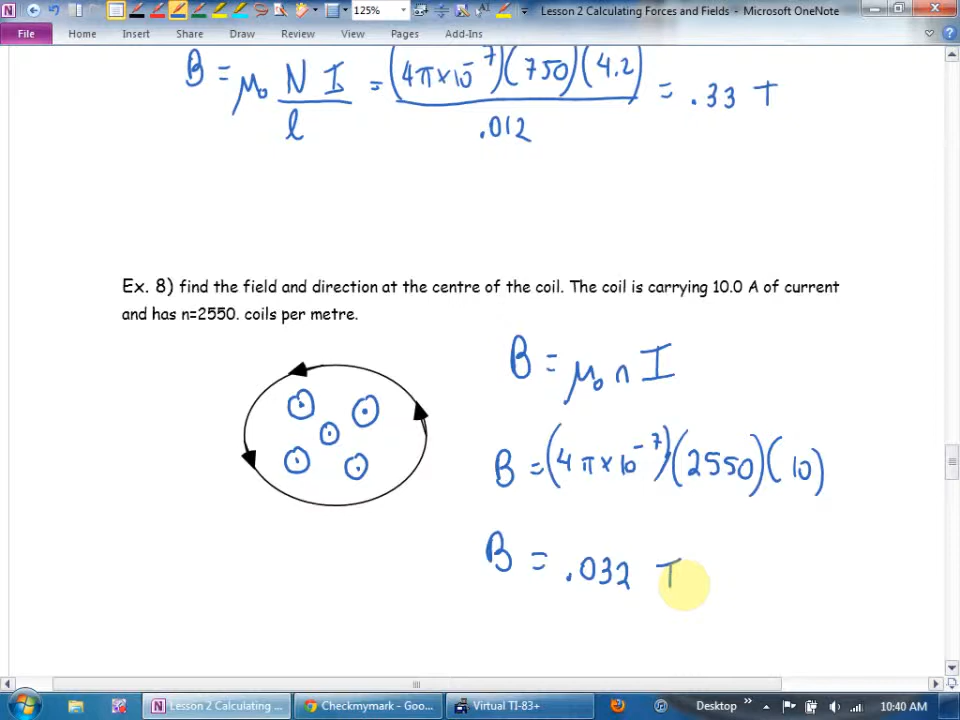 Lesson 2 Calculating Forces and Fields - Microsoft OneNote
125%
File Home Insert Share Draw Review View Pages Add-Ins
B = μ₀ N I / l = (4π×10⁻⁷)(750)(4.2) / .012 = .33 T
Ex. 8) find the field and direction at the centre of the coil. The coil is carrying 10.0 A of current
and has n=2550. coils per metre.
B = μ₀ n I
B = (4π×10⁻⁷)(2550)(10)
B = .032 T
Lesson 2 Calculating ... Checkmymark - Goo... Virtual TI-83+ Desktop » 10:40 AM